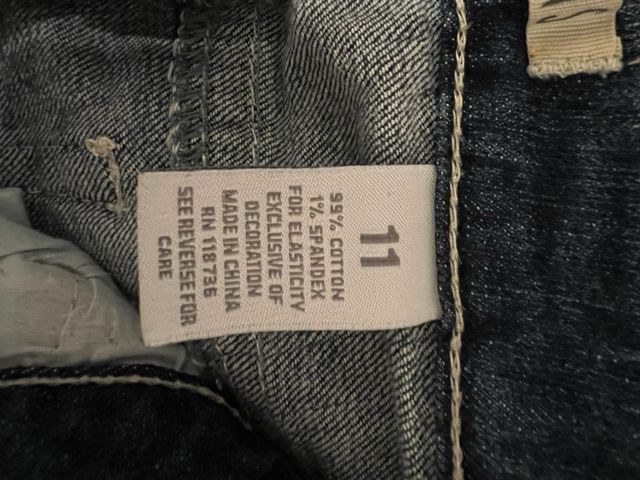 11
99% COTTON
1% SPANDEX
FOR ELASTICITY
EXCLUSIVE OF
DECORATION
MADE IN CHINA
RN 118736
SEE REVERSE FOR
CARE